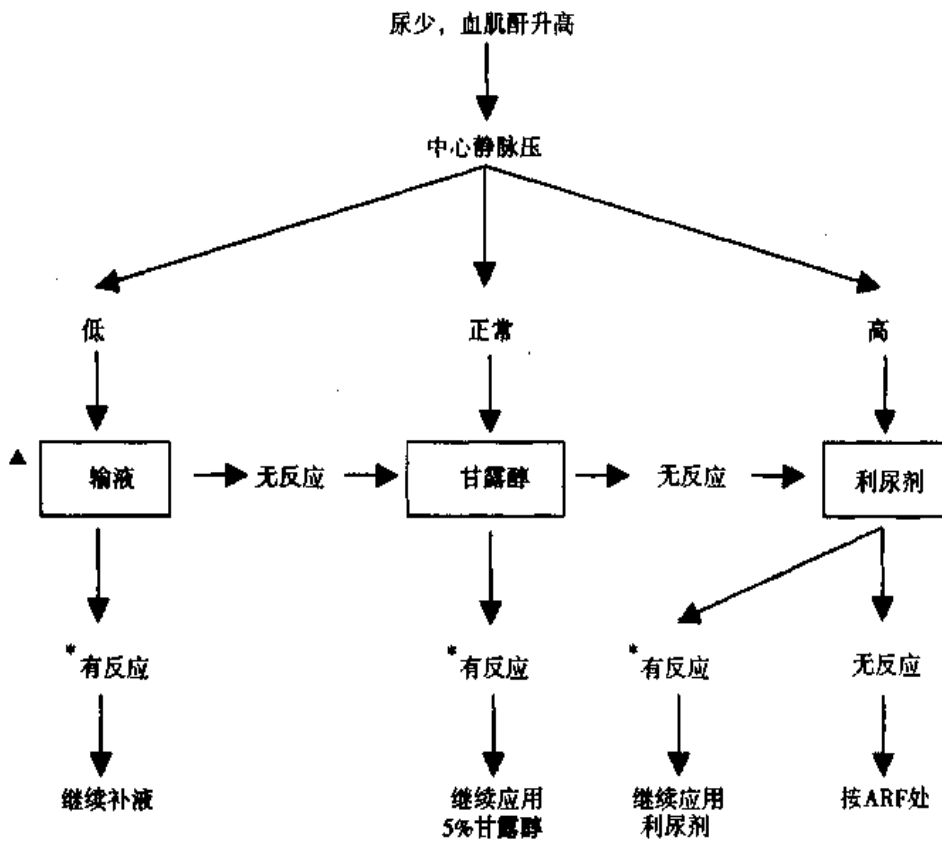 尿少，血肌酐升高
中心静脉压
低 正常 高
▲ 输液 无反应 甘露醇 无反应 利尿剂
*有反应 *有反应 *有反应 无反应
继续补液 继续应用 继续应用 按ARF处
5%甘露醇 利尿剂